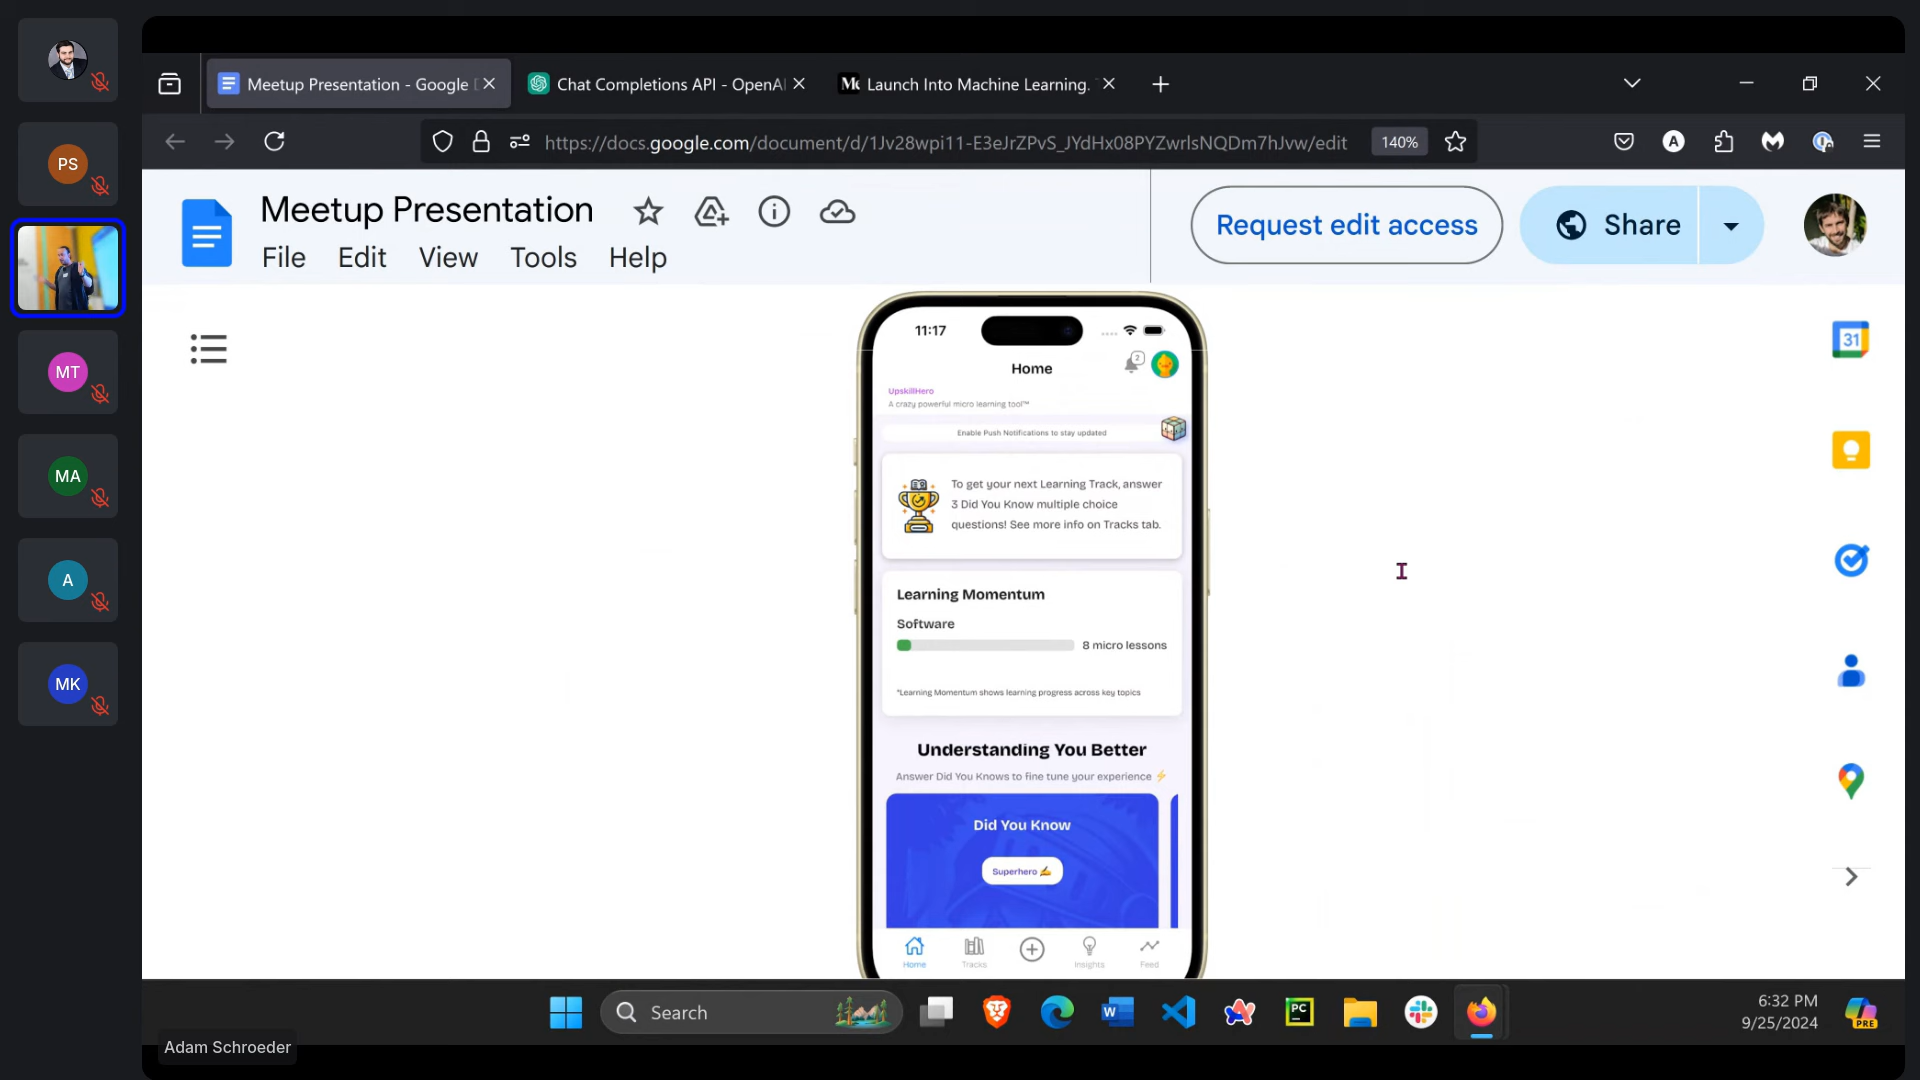 PS
MT
MA
A
MK
Meetup Presentation - Google
Chat Completions API - OpenAI
Launch Into Machine Learning.
https://docs.google.com/document/d/1Jv28wpi11-E3eJrZPvS_JYdHx08PYZwrlsNQDm7hJvw/edit
140%
A
Meetup Presentation
File Edit View Tools Help
Request edit access
Share
31
11:17
Home
2
UpskillHero
A crazy powerful micro learning tool™
Enable Push Notifications to stay updated
To get your next Learning Track, answer
3 Did You Know multiple choice
questions! See more info on Tracks tab.
Learning Momentum
Software
8 micro lessons
*Learning Momentum shows learning progress across key topics
Understanding You Better
Answer Did You Knows to fine tune your experience ⚡
Did You Know
Superhero ✍
Home Tracks Insights Feed
Search
W
PC
PRE
6:32 PM
9/25/2024
Adam Schroeder